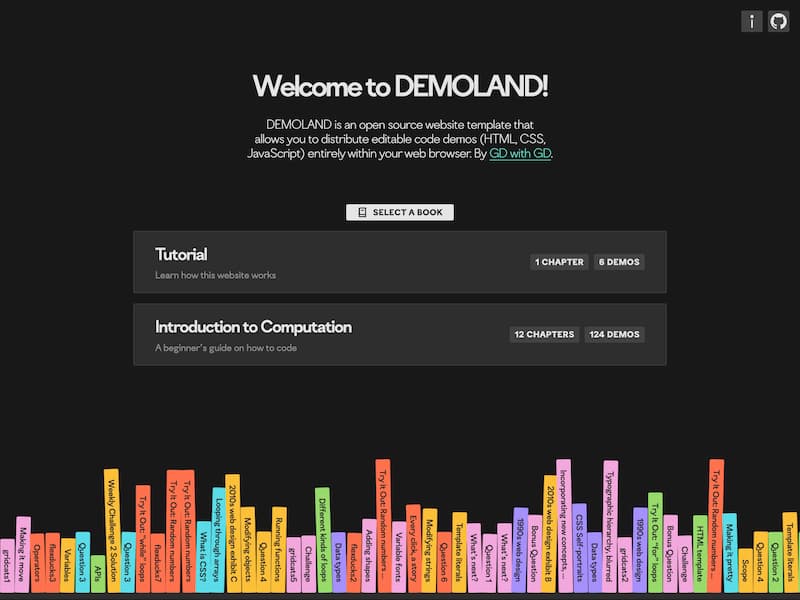 Welcome to DEMOLAND!
DEMOLAND is an open source website template that
allows you to distribute editable code demos (HTML, CSS,
JavaScript) entirely within your web browser. By GD with GD.
SELECT A BOOK
Tutorial
Learn how this website works
1 CHAPTER
6 DEMOS
Introduction to Computation
A beginner's guide on how to code
12 CHAPTERS
124 DEMOS
gridcats1
Making it move
Operators
flexducks3
Variables
Question 3
APIs
Weekly Challenge 2 Solution
Question 3
Try It Out: "while" loops
flexducks?
Try It Out: Random numbers
Try It Out: Random numbers
What is CSS?
Looping through arrays
2010s web design exhibit C
Modifying objects
Question 4
Running functions
gridcats5
Challenge
Different kinds of loops
Data types
flexducks2
Adding shapes
Try It Out: Random numbers ...
Variable fonts
Every click, a story
Modifying strings
Question 6
Template literals
What's next?
Question 1
What's next?
1990s web design
Bonus Question
2010s web design exhibit B
Incorporating new concepts, ...
CSS Self-portraits
Data types
Typographic hierarchy, blurred
gridcats2
1990s web design
Try It Out: "for" loops
Bonus Question
Challenge
HTML template
Try It Out: Random numbers ...
Making it pretty
Scope
Question 4
Question 2
Template literals